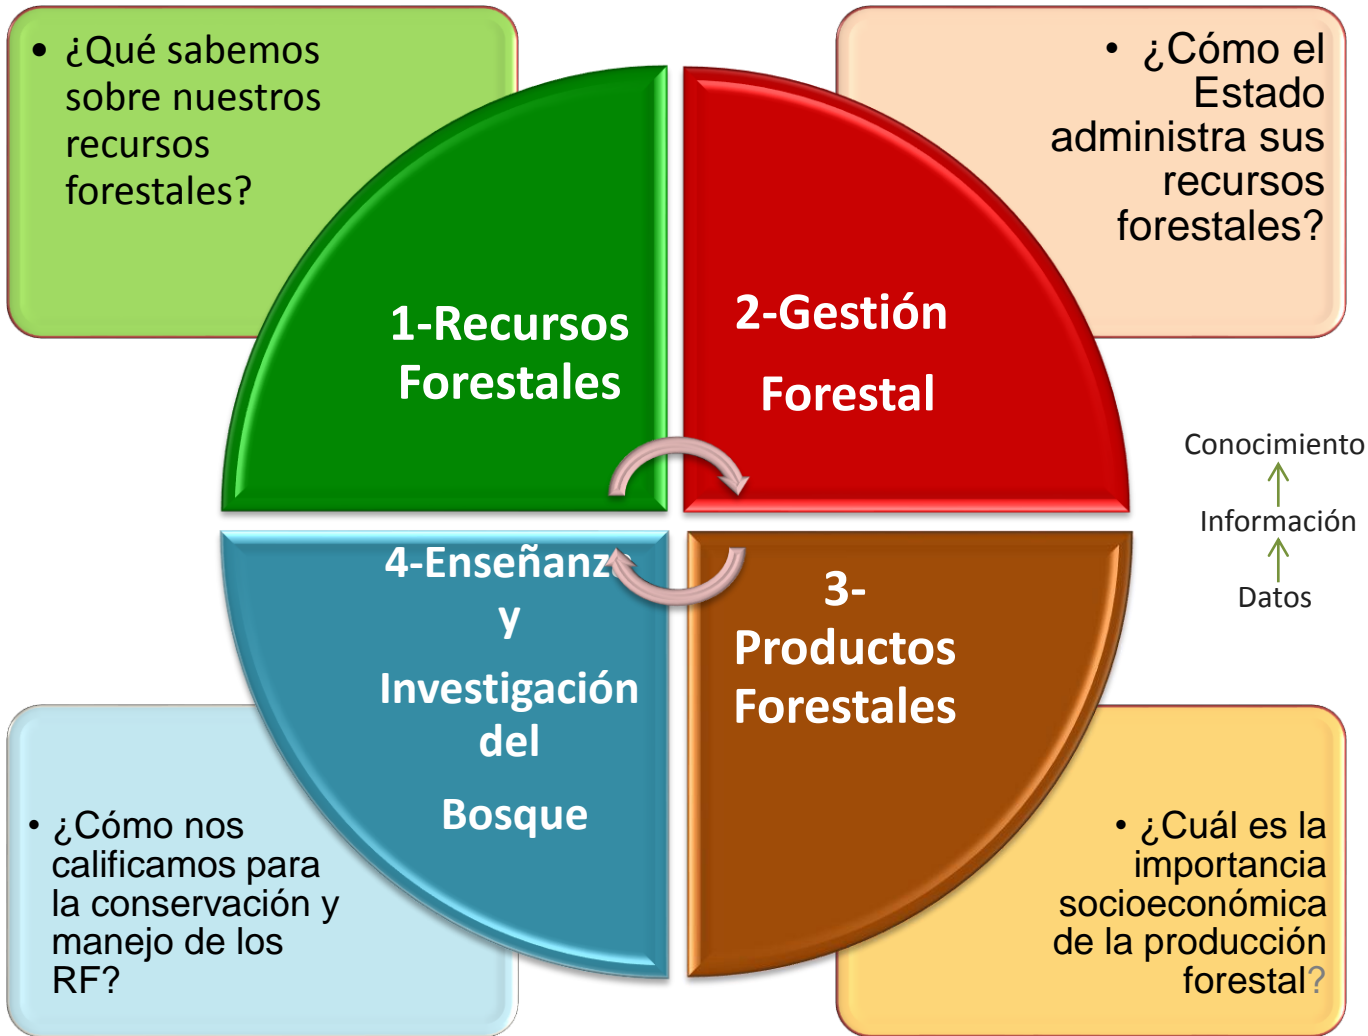 • ¿Qué sabemos
sobre nuestros
recursos
forestales?
• ¿Cómo el
Estado
administra sus
recursos
forestales?
1-Recursos
Forestales
2-Gestión
Forestal
Conocimiento
Información
Datos
4-Enseñanza
y
Investigación
del
Bosque
3-
Productos
Forestales
• ¿Cómo nos
calificamos para
la conservación y
manejo de los
RF?
• ¿Cuál es la
importancia
socioeconómica
de la producción
forestal?